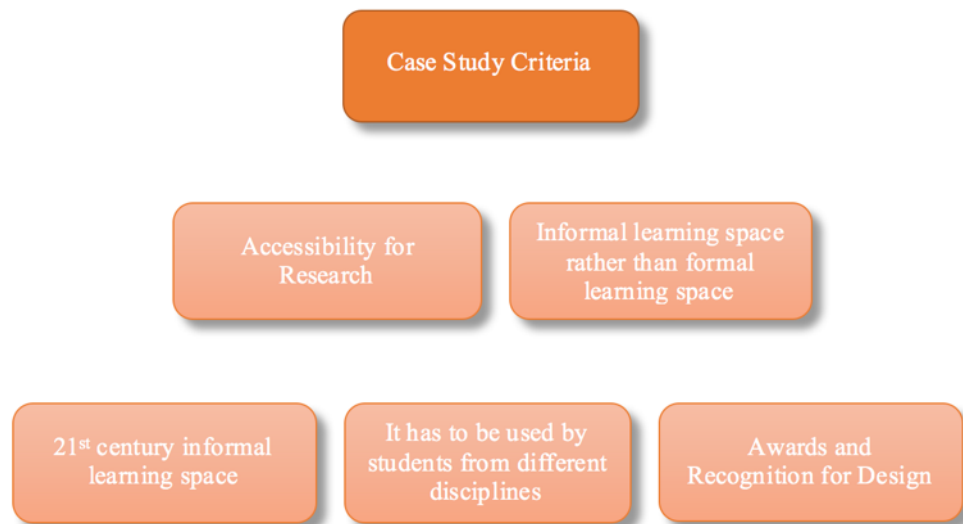 Case Study Criteria
Accessibility for
Research
Informal learning space
rather than formal
learning space
21st century informal
learning space
It has to be used by
students from different
disciplines
Awards and
Recognition for Design